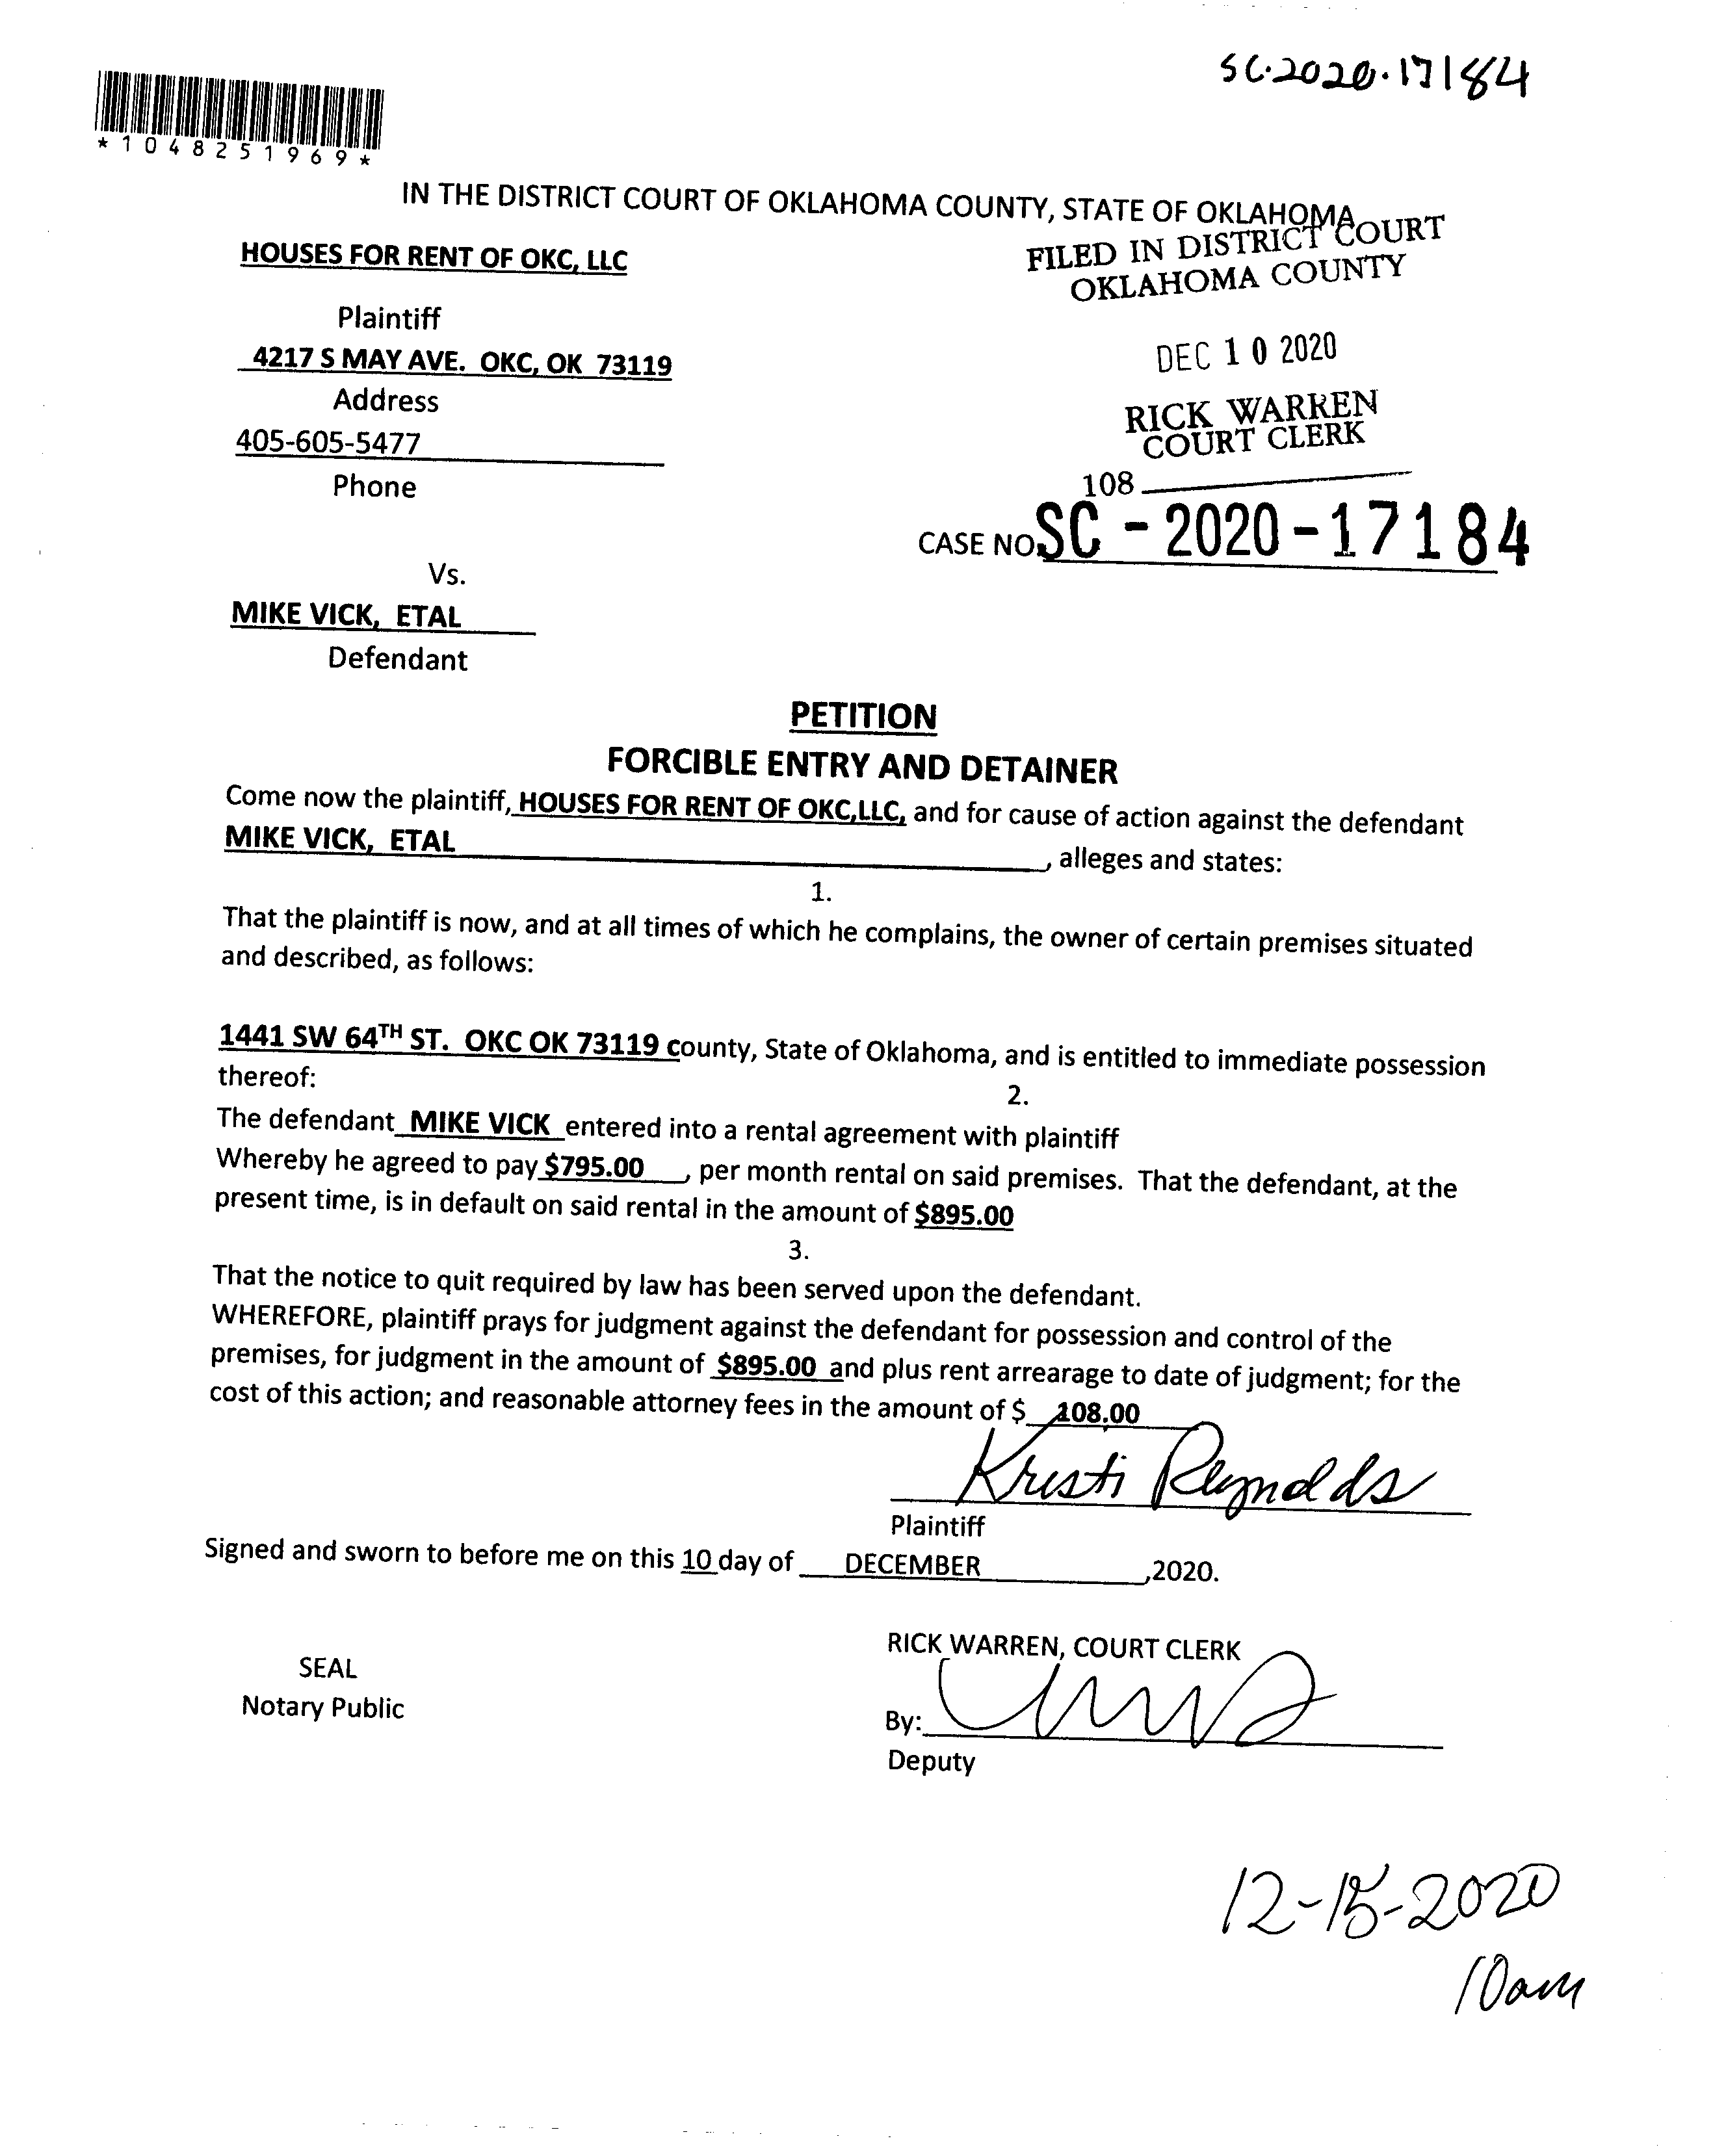 SC.2020.17184
*1048251969*
IN THE DISTRICT COURT OF OKLAHOMA COUNTY, STATE OF OKLAHOMA
FILED IN DISTRICT COURT
OKLAHOMA COUNTY
HOUSES FOR RENT OF OKC, LLC
Plaintiff
4217 S MAY AVE. OKC, OK 73119
Address
405-605-5477
Phone
DEC 10 2020
RICK WARREN
COURT CLERK
108
CASE NO. SC - 2020 - 17184
Vs.
MIKE VICK, ETAL
Defendant
PETITION
FORCIBLE ENTRY AND DETAINER
Come now the plaintiff, HOUSES FOR RENT OF OKC,LLC, and for cause of action against the defendant
MIKE VICK, ETAL , alleges and states:
1.
That the plaintiff is now, and at all times of which he complains, the owner of certain premises situated
and described, as follows:
1441 SW 64TH ST. OKC OK 73119 county, State of Oklahoma, and is entitled to immediate possession
thereof:
2.
The defendant MIKE VICK entered into a rental agreement with plaintiff
Whereby he agreed to pay $795.00 , per month rental on said premises. That the defendant, at the
present time, is in default on said rental in the amount of $895.00
3.
That the notice to quit required by law has been served upon the defendant.
WHEREFORE, plaintiff prays for judgment against the defendant for possession and control of the
premises, for judgment in the amount of $895.00 and plus rent arrearage to date of judgment; for the
cost of this action; and reasonable attorney fees in the amount of $ 108.00
Kristi Reynolds
Plaintiff
Signed and sworn to before me on this 10 day of DECEMBER ,2020.
RICK WARREN, COURT CLERK
SEAL
Notary Public
By:
Deputy
12-15-2020
10am